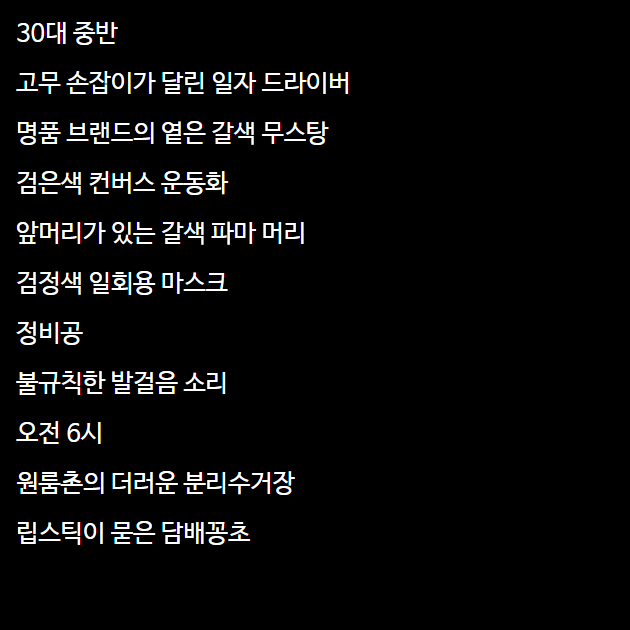 30대 중반
고무 손잡이가 달린 일자 드라이버
명품 브랜드의 옅은 갈색 무스탕
검은색 컨버스 운동화
앞머리가 있는 갈색 파마 머리
검정색 일회용 마스크
정비공
불규칙한 발걸음 소리
오전 6시
원룸촌의 더러운 분리수거장
립스틱이 묻은 담배꽁초